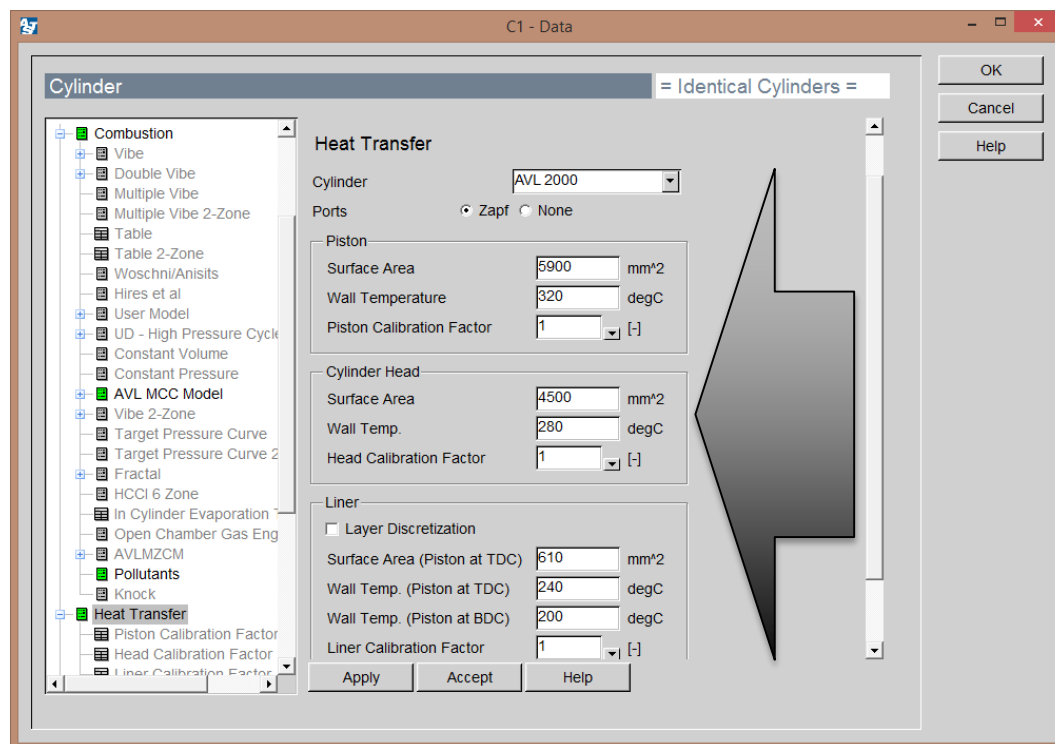 C1 - Data
Cylinder
= Identical Cylinders =
OK
Cancel
Help
Combustion
Vibe
Double Vibe
Multiple Vibe
Multiple Vibe 2-Zone
Table
Table 2-Zone
Woschni/Anisits
Hires et al
User Model
UD - High Pressure Cycle
Constant Volume
Constant Pressure
AVL MCC Model
Vibe 2-Zone
Target Pressure Curve
Target Pressure Curve 2
Fractal
HCCI 6 Zone
In Cylinder Evaporation
Open Chamber Gas Eng
AVLMZCM
Pollutants
Knock
Heat Transfer
Piston Calibration Factor
Head Calibration Factor
Liner Calibration Factor
Heat Transfer
Cylinder AVL 2000
Ports Zapf None
Piston
Surface Area 5900 mm^2
Wall Temperature 320 degC
Piston Calibration Factor 1 [-]
Cylinder Head
Surface Area 4500 mm^2
Wall Temp. 280 degC
Head Calibration Factor 1 [-]
Liner
Layer Discretization
Surface Area (Piston at TDC) 610 mm^2
Wall Temp. (Piston at TDC) 240 degC
Wall Temp. (Piston at BDC) 200 degC
Liner Calibration Factor 1 [-]
Apply Accept Help